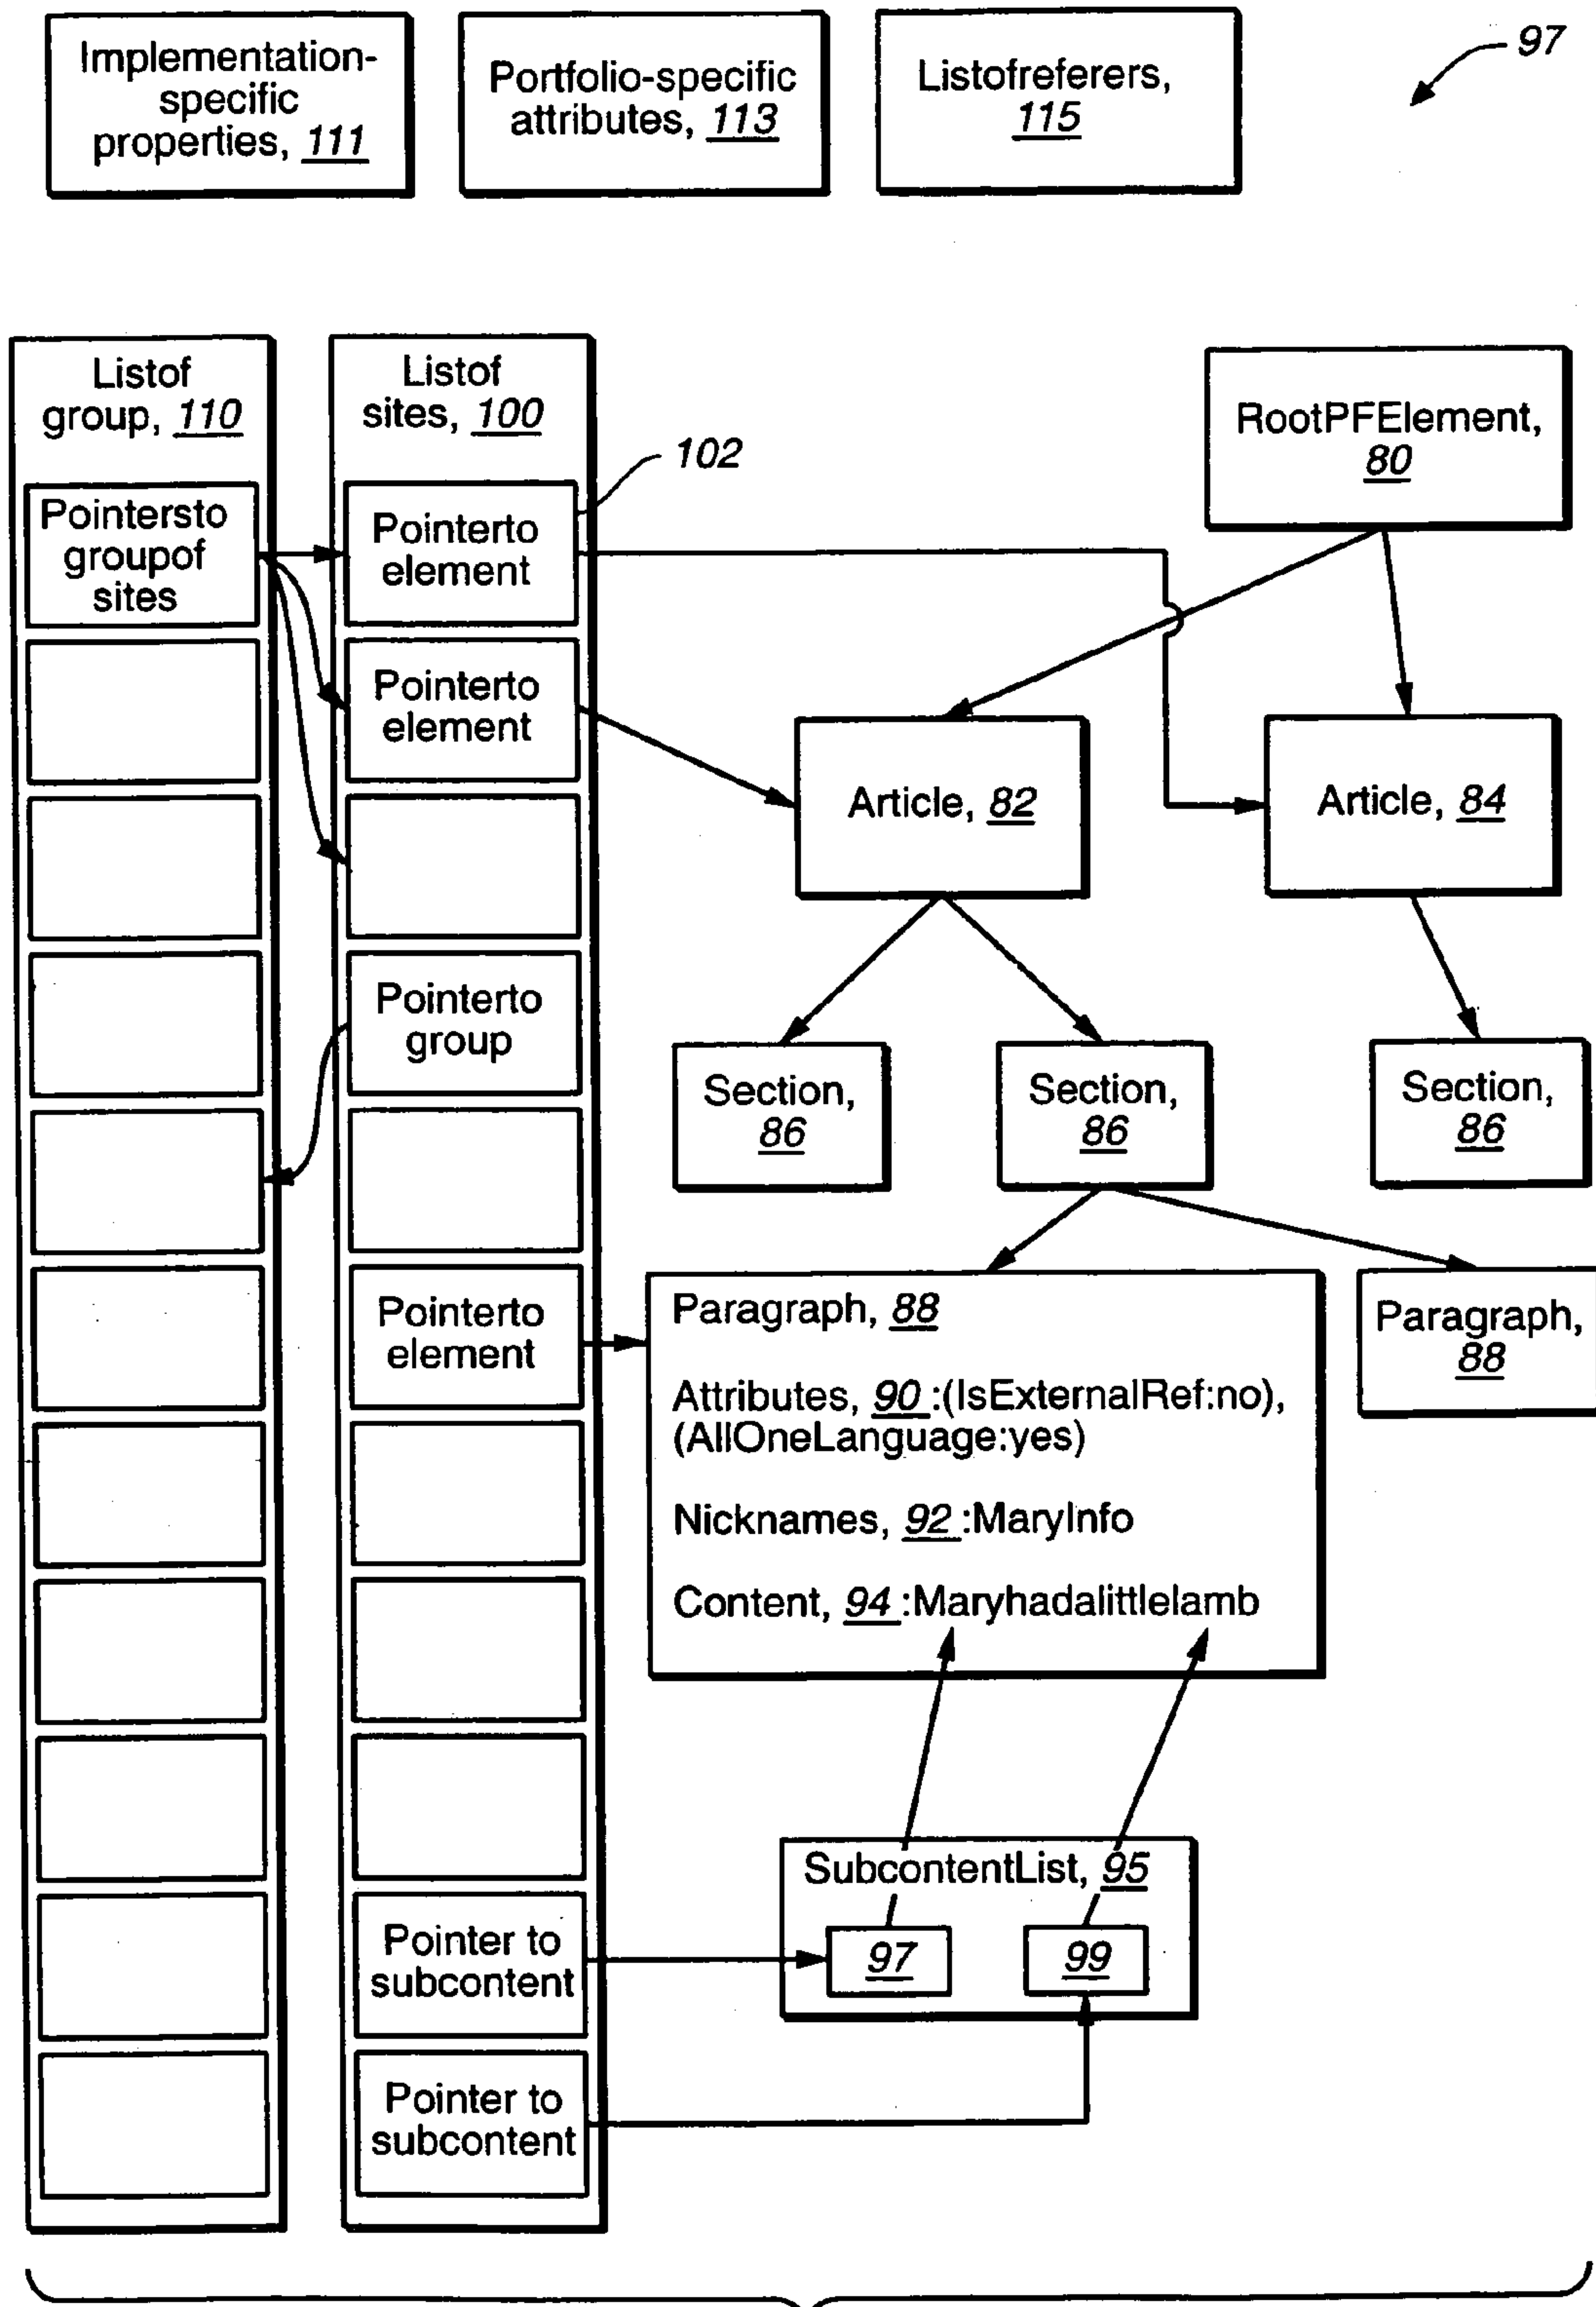 Implementation-
specific
properties, 111
Portfolio-specific
attributes, 113
Listofreferers,
115
97
Listof
group, 110
Listof
sites, 100
102
RootPFElement,
80
Pointersto
groupof
sites
Pointerto
element
Pointerto
element
Article, 82
Article, 84
Pointerto
group
Section,
86
Section,
86
Section,
86
Pointerto
element
Paragraph, 88
Attributes, 90 :(IsExternalRef:no),
(AllOneLanguage:yes)
Nicknames, 92 :MaryInfo
Content, 94 :Maryhadalittlelamb
Paragraph,
88
SubcontentList, 95
97
99
Pointer to
subcontent
Pointer to
subcontent